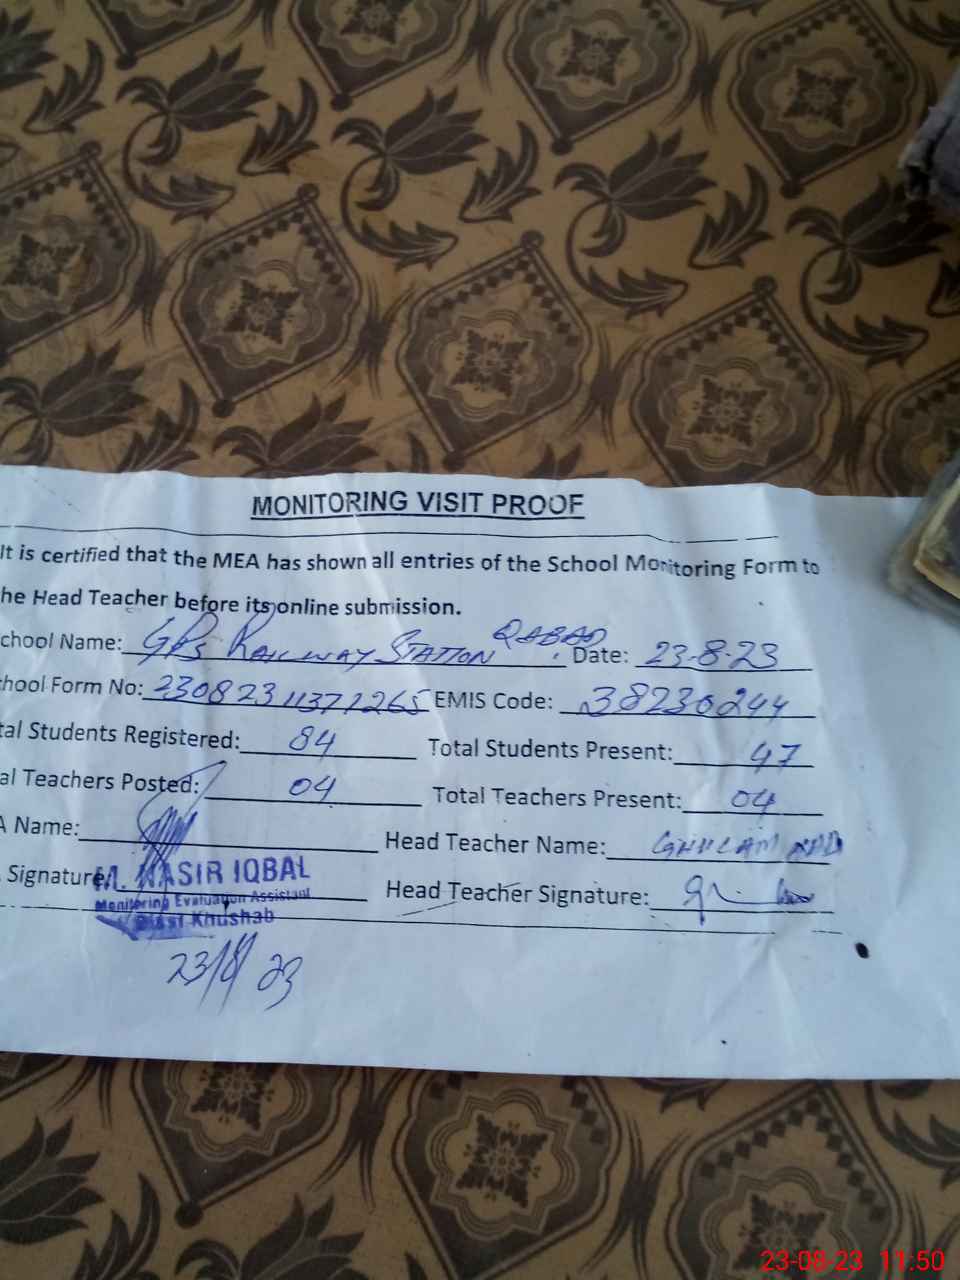 MONITORING VISIT PROOF
It is certified that the MEA has shown all entries of the School Monitoring Form to
he Head Teacher before its online submission.
chool Name: GPS RAILWAY STATION QABAD Date: 23-8-23
hool Form No: 23082311371265 EMIS Code: 38230244
tal Students Registered: 84 Total Students Present: 47
al Teachers Posted: 04 Total Teachers Present: 04
A Name: Head Teacher Name: GHULAM
Signature M. NASIR IQBAL Head Teacher Signature:
Monitoring Evaluation Assistant
Khushab
23/8/23
23-08-23 11:50